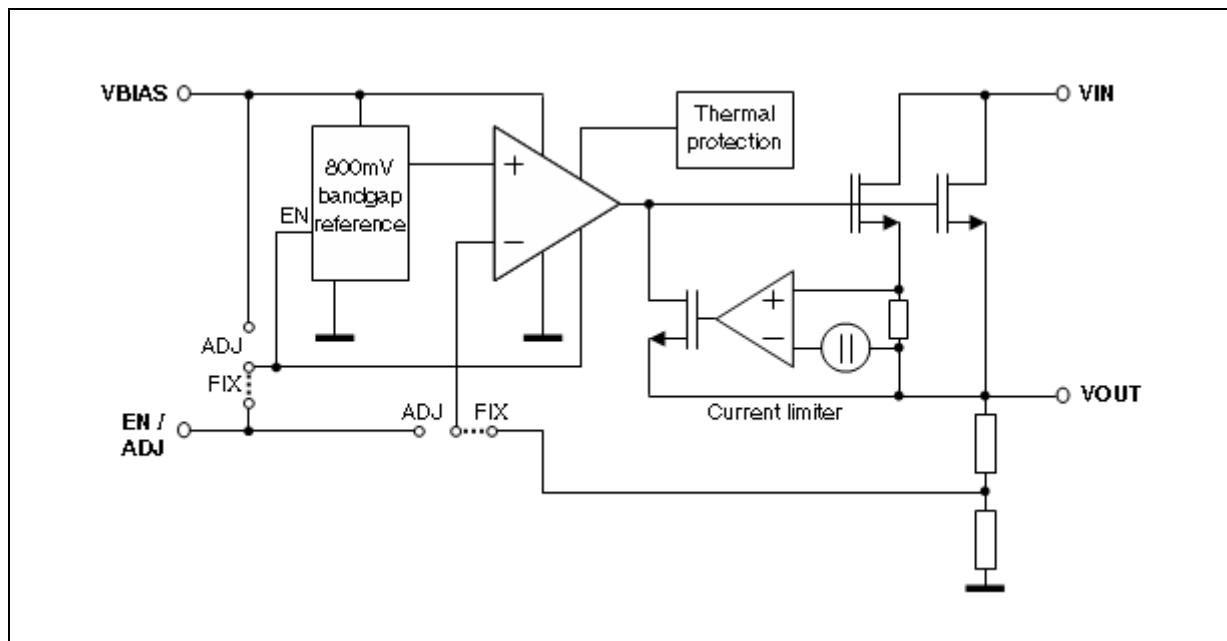 VBIAS
VIN
Thermal
protection
800mV
bandgap
reference
EN
+
−
+
−
ADJ
FIX
EN /
ADJ
ADJ
FIX
Current limiter
VOUT